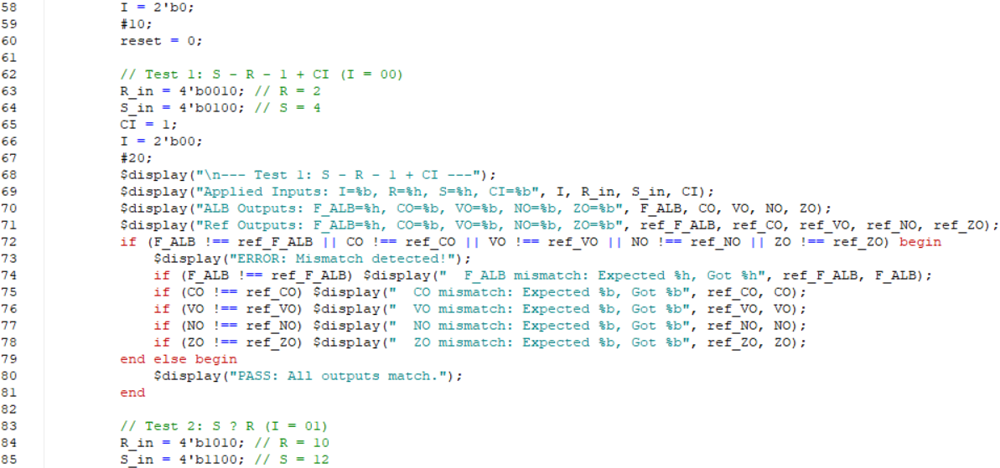 58 I = 2'b0;
59 #10;
60 reset = 0;
61
62 // Test 1: S - R - 1 + CI (I = 00)
63 R_in = 4'b0010; // R = 2
64 S_in = 4'b0100; // S = 4
65 CI = 1;
66 I = 2'b00;
67 #20;
68 $display("\n--- Test 1: S - R - 1 + CI ---");
69 $display("Applied Inputs: I=%b, R=%h, S=%h, CI=%b", I, R_in, S_in, CI);
70 $display("ALB Outputs: F_ALB=%h, CO=%b, VO=%b, NO=%b, ZO=%b", F_ALB, CO, VO, NO, ZO);
71 $display("Ref Outputs: F_ALB=%h, CO=%b, VO=%b, NO=%b, ZO=%b", ref_F_ALB, ref_CO, ref_VO, ref_NO, ref_ZO);
72 if (F_ALB !== ref_F_ALB || CO !== ref_CO || VO !== ref_VO || NO !== ref_NO || ZO !== ref_ZO) begin
73 $display("ERROR: Mismatch detected!");
74 if (F_ALB !== ref_F_ALB) $display("  F_ALB mismatch: Expected %h, Got %h", ref_F_ALB, F_ALB);
75 if (CO !== ref_CO) $display("  CO mismatch: Expected %b, Got %b", ref_CO, CO);
76 if (VO !== ref_VO) $display("  VO mismatch: Expected %b, Got %b", ref_VO, VO);
77 if (NO !== ref_NO) $display("  NO mismatch: Expected %b, Got %b", ref_NO, NO);
78 if (ZO !== ref_ZO) $display("  ZO mismatch: Expected %b, Got %b", ref_ZO, ZO);
79 end else begin
80 $display("PASS: All outputs match.");
81 end
82
83 // Test 2: S ? R (I = 01)
84 R_in = 4'b1010; // R = 10
85 S_in = 4'b1100; // S = 12